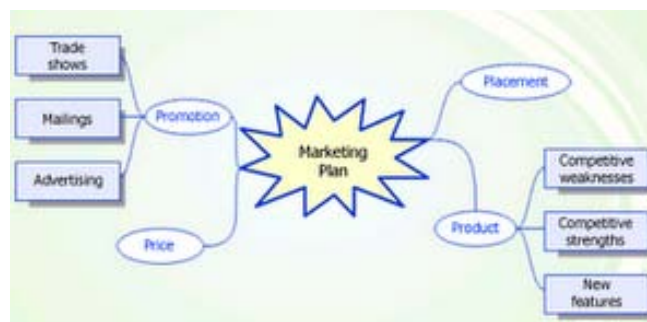 Trade
shows
Mailings
Advertising
Promotion
Price
Marketing
Plan
Placement
Product
Competitive
weaknesses
Competitive
strengths
New
features